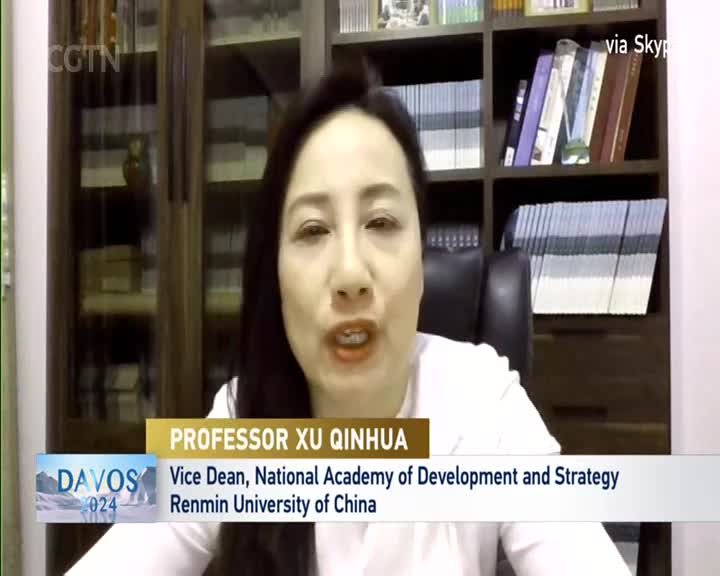 CGTN
via Skyp
PROFESSOR XU QINHUA
Vice Dean, National Academy of Development and Strategy
Renmin University of China
DAVOS
2024